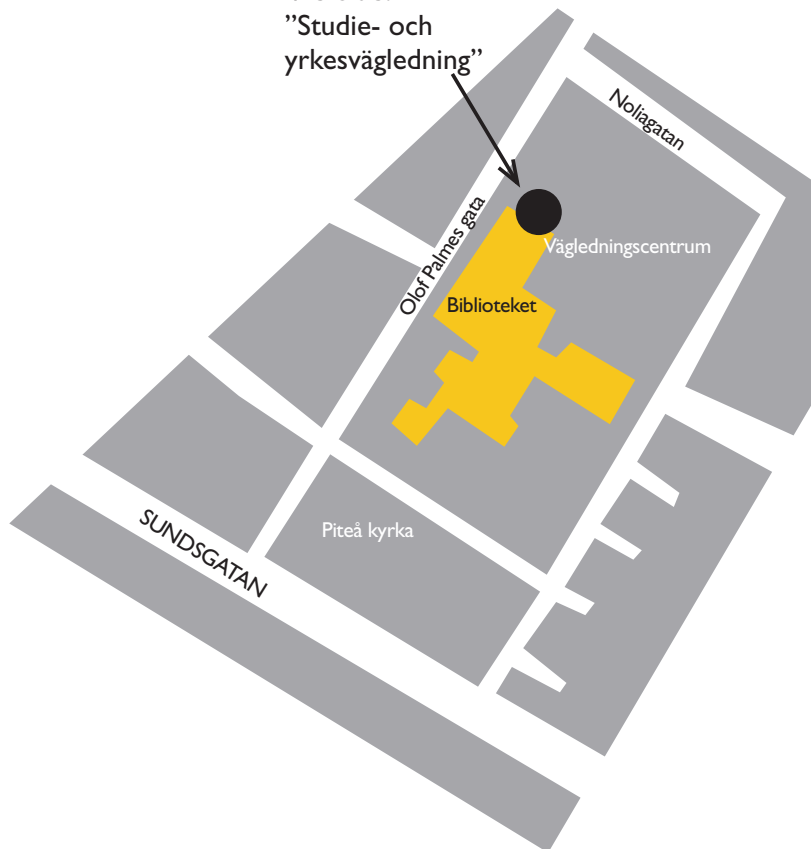 ”Studie- och
yrkesvägledning”
Noliagatan
Olof Palmes gata
Vägledningscentrum
Biblioteket
Piteå kyrka
SUNDSGATAN